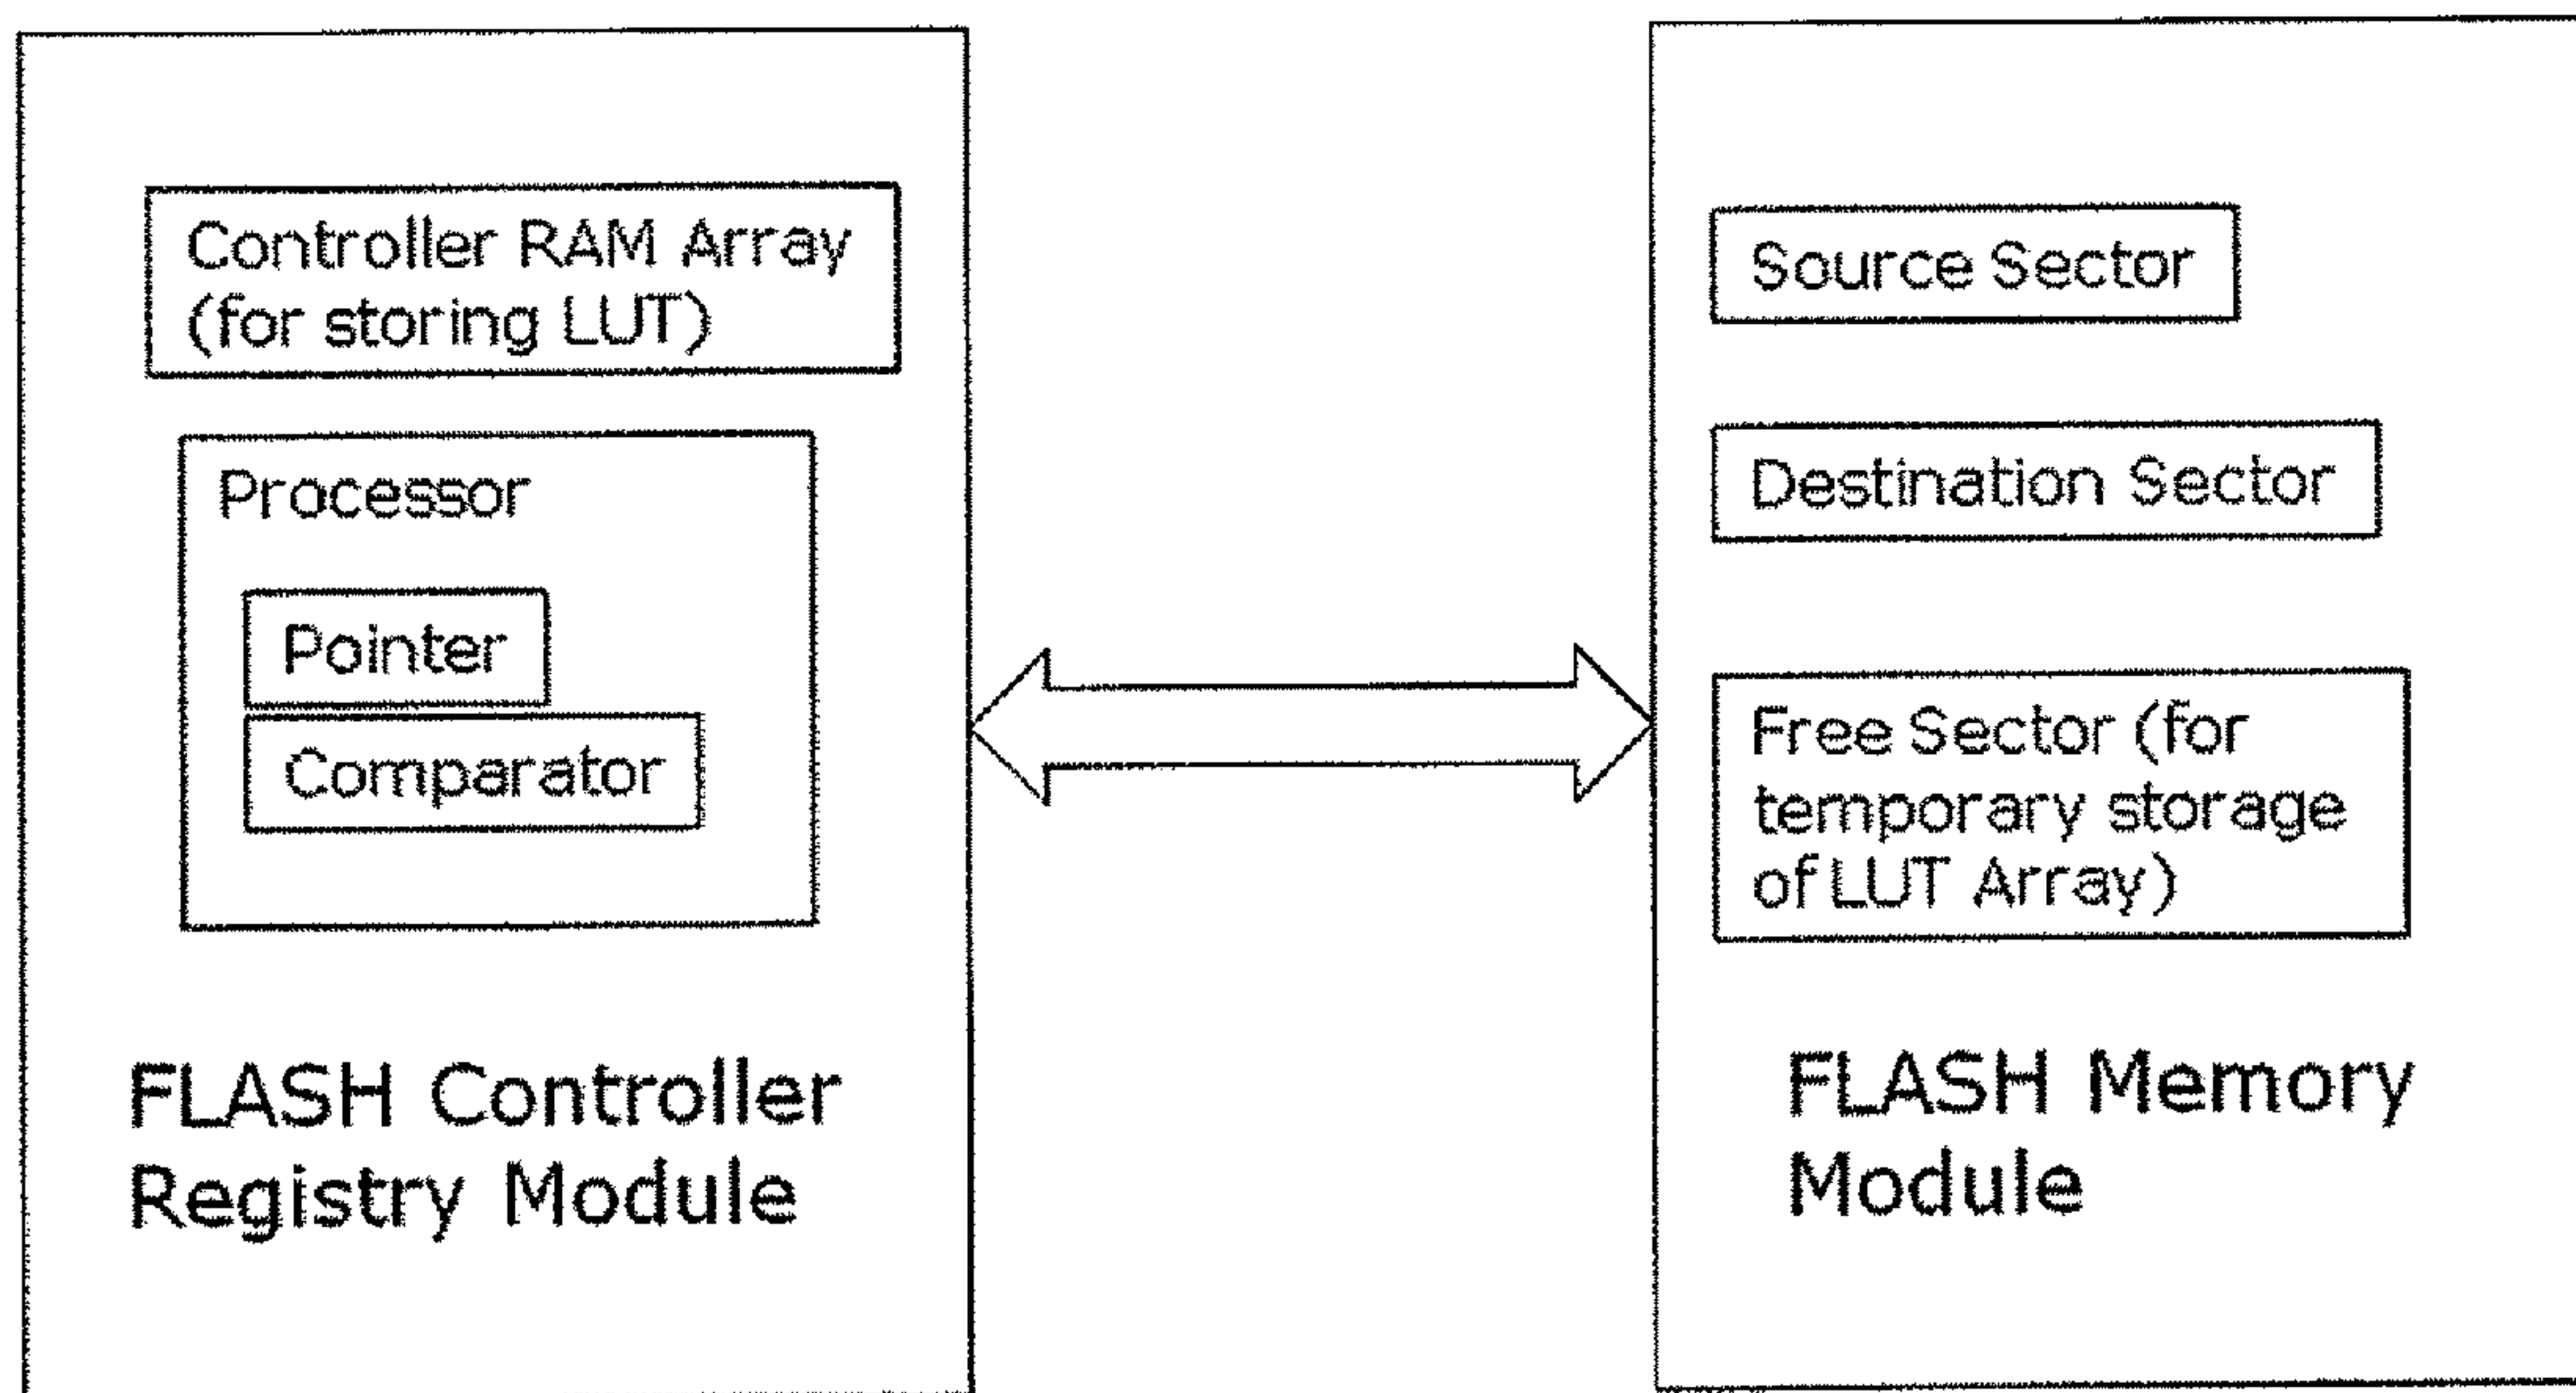 Controller RAM Array
(for storing LUT)
Processor
Pointer
Comparator
FLASH Controller
Registry Module
Source Sector
Destination Sector
Free Sector (for
temporary storage
of LUT Array)
FLASH Memory
Module